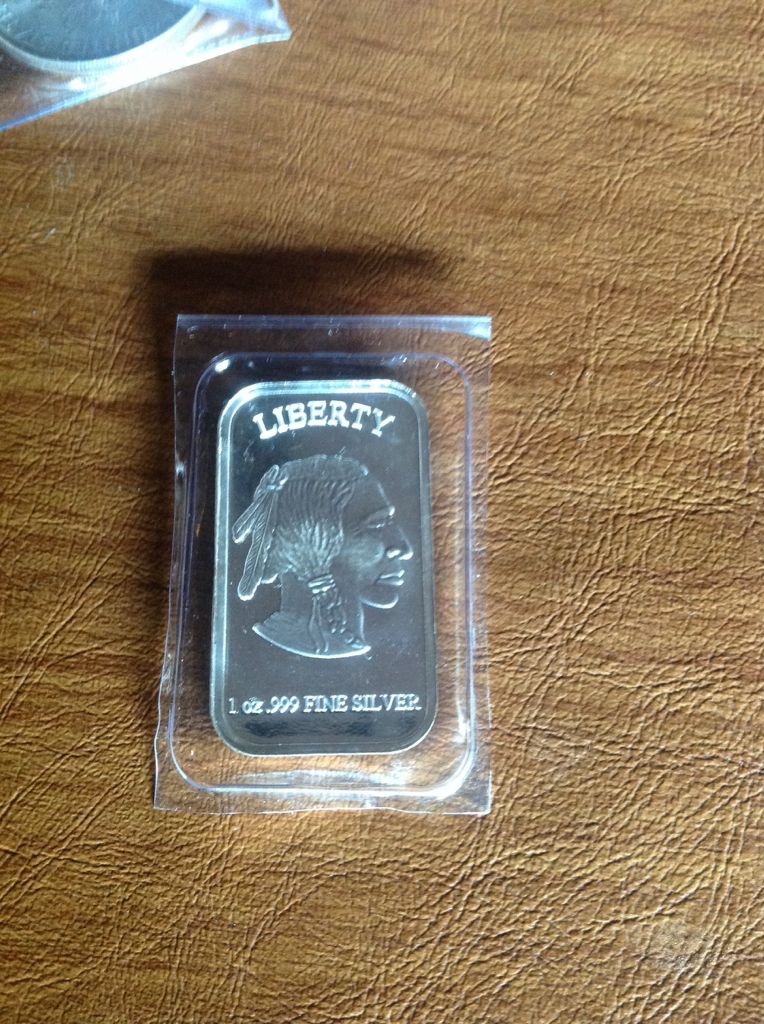 LIBERTY
1 oz .999 FINE SILVER